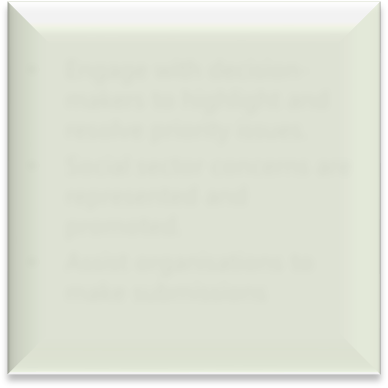 • Engage with decision
makers to highlight and
resolve priority issues
• Social sector concerns are
represented and
promoted
• Assist organisations to
make submissions